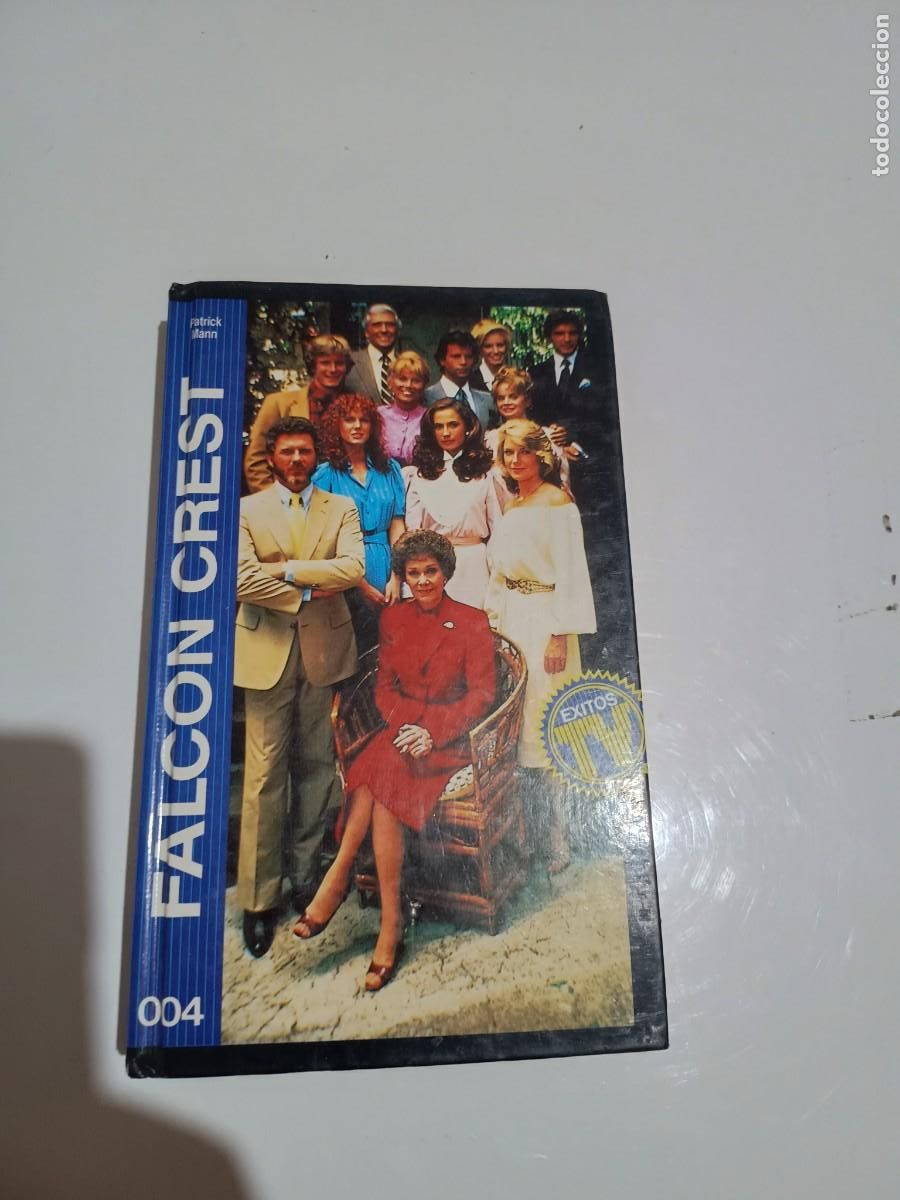 todocoleccion
Patrick
Mann
FALCON CREST
EXITOS
TV
004